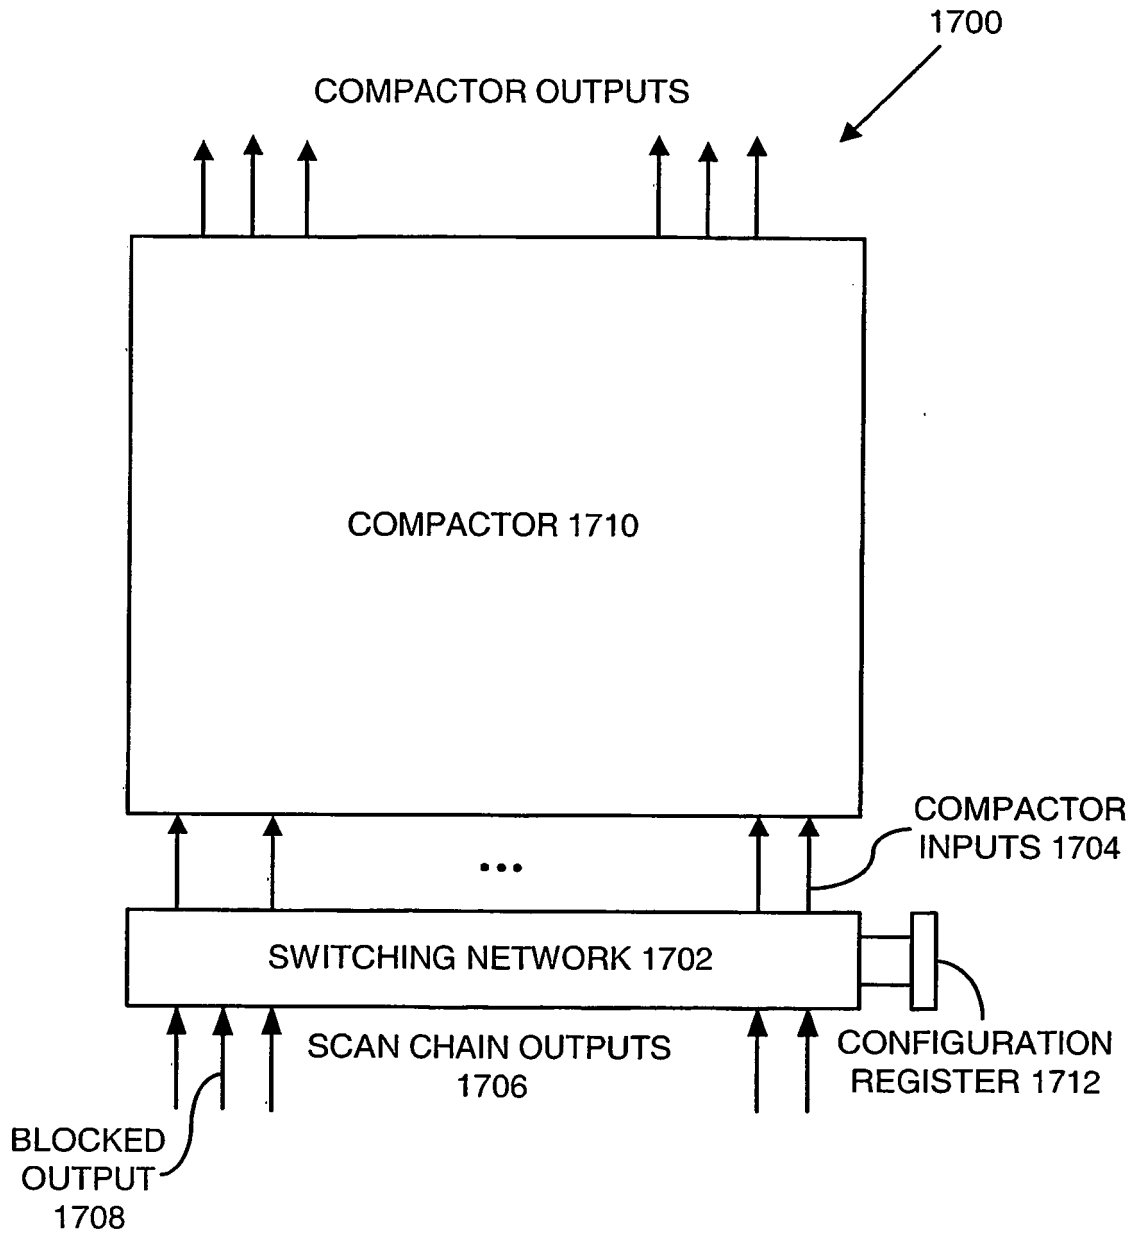 1700
COMPACTOR OUTPUTS
COMPACTOR 1710
COMPACTOR
INPUTS 1704
...
SWITCHING NETWORK 1702
SCAN CHAIN OUTPUTS
1706
CONFIGURATION
REGISTER 1712
BLOCKED
OUTPUT
1708